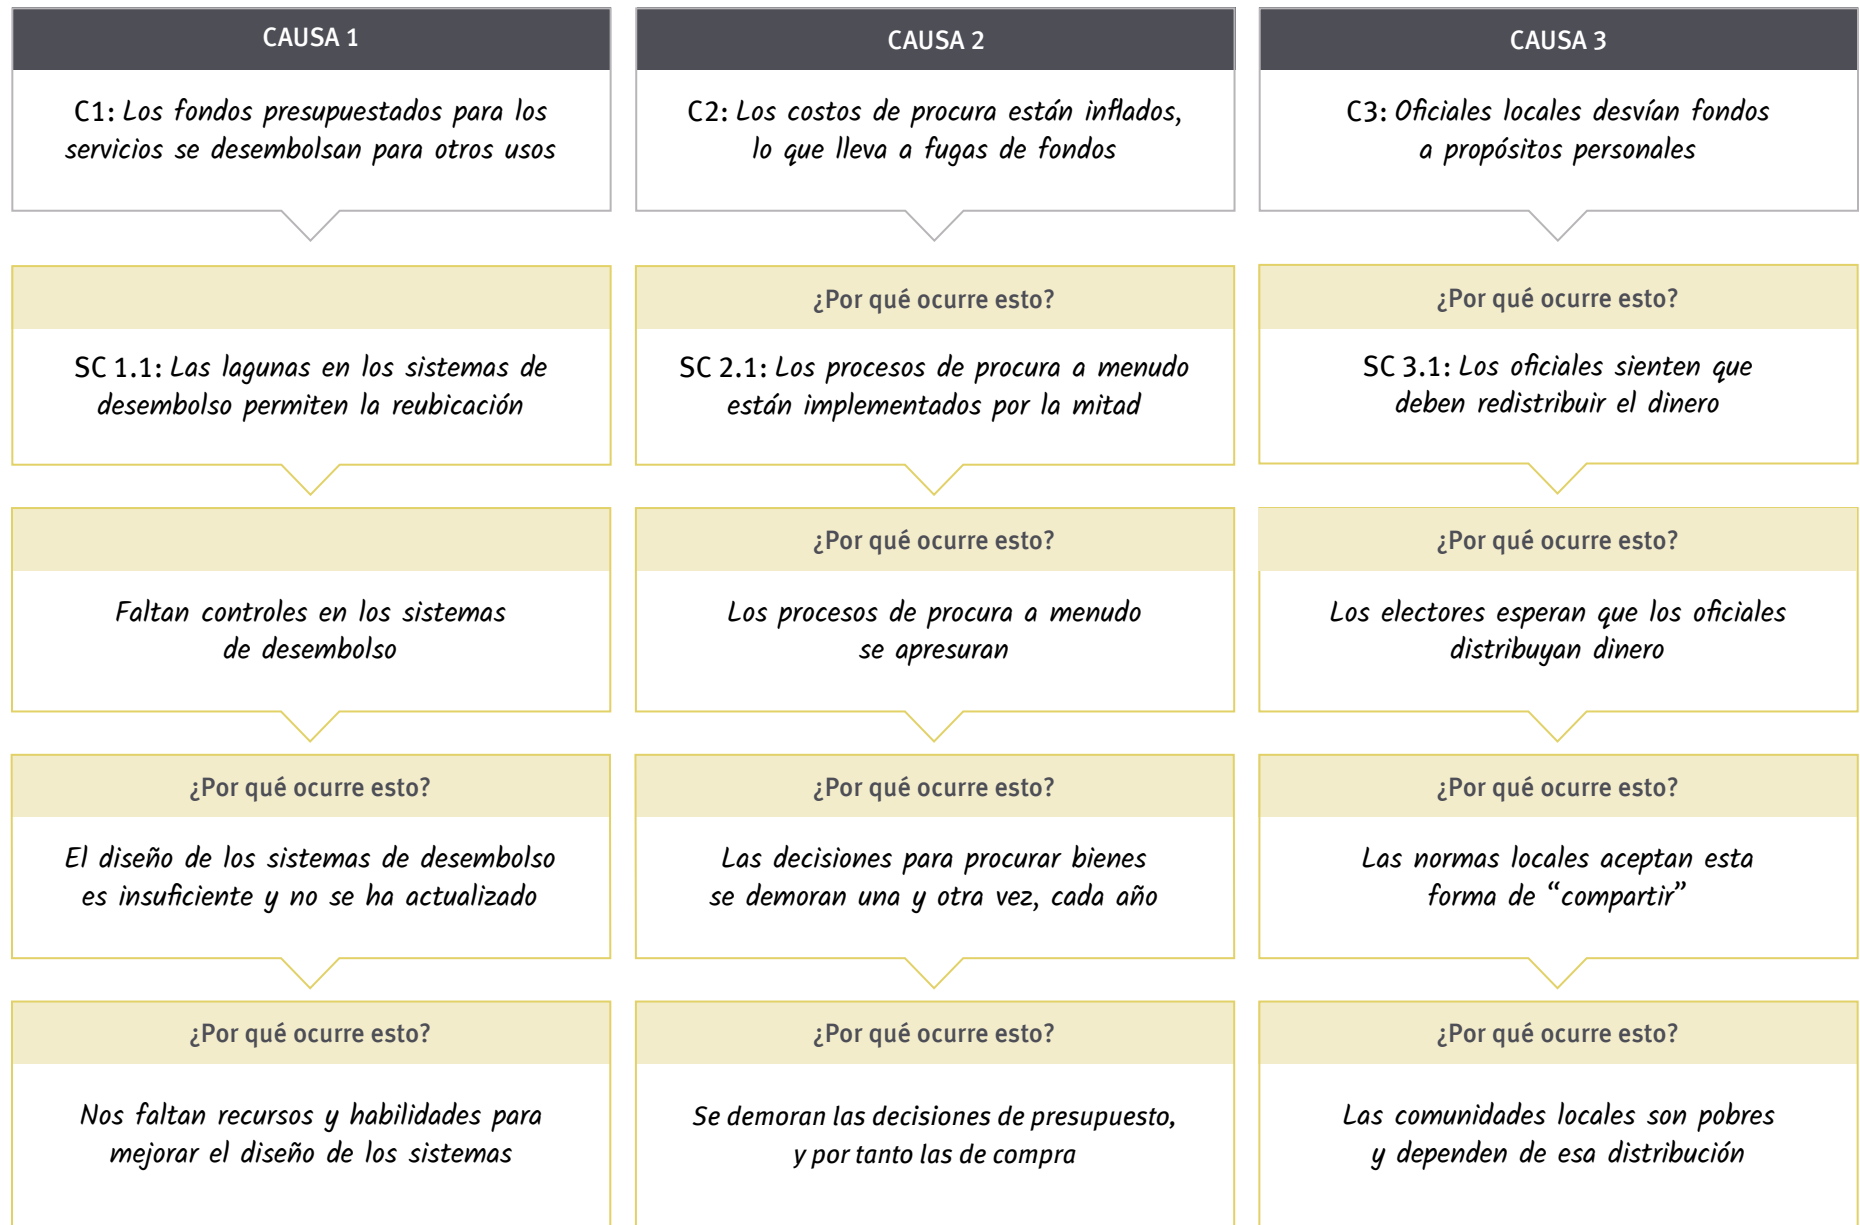 CAUSA 1
C1: Los fondos presupuestados para los
servicios se desembolsan para otros usos
SC 1.1: Las lagunas en los sistemas de
desembolso permiten la reubicación
Faltan controles en los sistemas
de desembolso
¿Por qué ocurre esto?
El diseño de los sistemas de desembolso
es insuficiente y no se ha actualizado
¿Por qué ocurre esto?
Nos faltan recursos y habilidades para
mejorar el diseño de los sistemas
CAUSA 2
C2: Los costos de procura están inflados,
lo que lleva a fugas de fondos
¿Por qué ocurre esto?
SC 2.1: Los procesos de procura a menudo
están implementados por la mitad
¿Por qué ocurre esto?
Los procesos de procura a menudo
se apresuran
¿Por qué ocurre esto?
Las decisiones para procurar bienes
se demoran una y otra vez, cada año
¿Por qué ocurre esto?
Se demoran las decisiones de presupuesto,
y por tanto las de compra
CAUSA 3
C3: Oficiales locales desvían fondos
a propósitos personales
¿Por qué ocurre esto?
SC 3.1: Los oficiales sienten que
deben redistribuir el dinero
¿Por qué ocurre esto?
Los electores esperan que los oficiales
distribuyan dinero
¿Por qué ocurre esto?
Las normas locales aceptan esta
forma de “compartir”
¿Por qué ocurre esto?
Las comunidades locales son pobres
y dependen de esa distribución